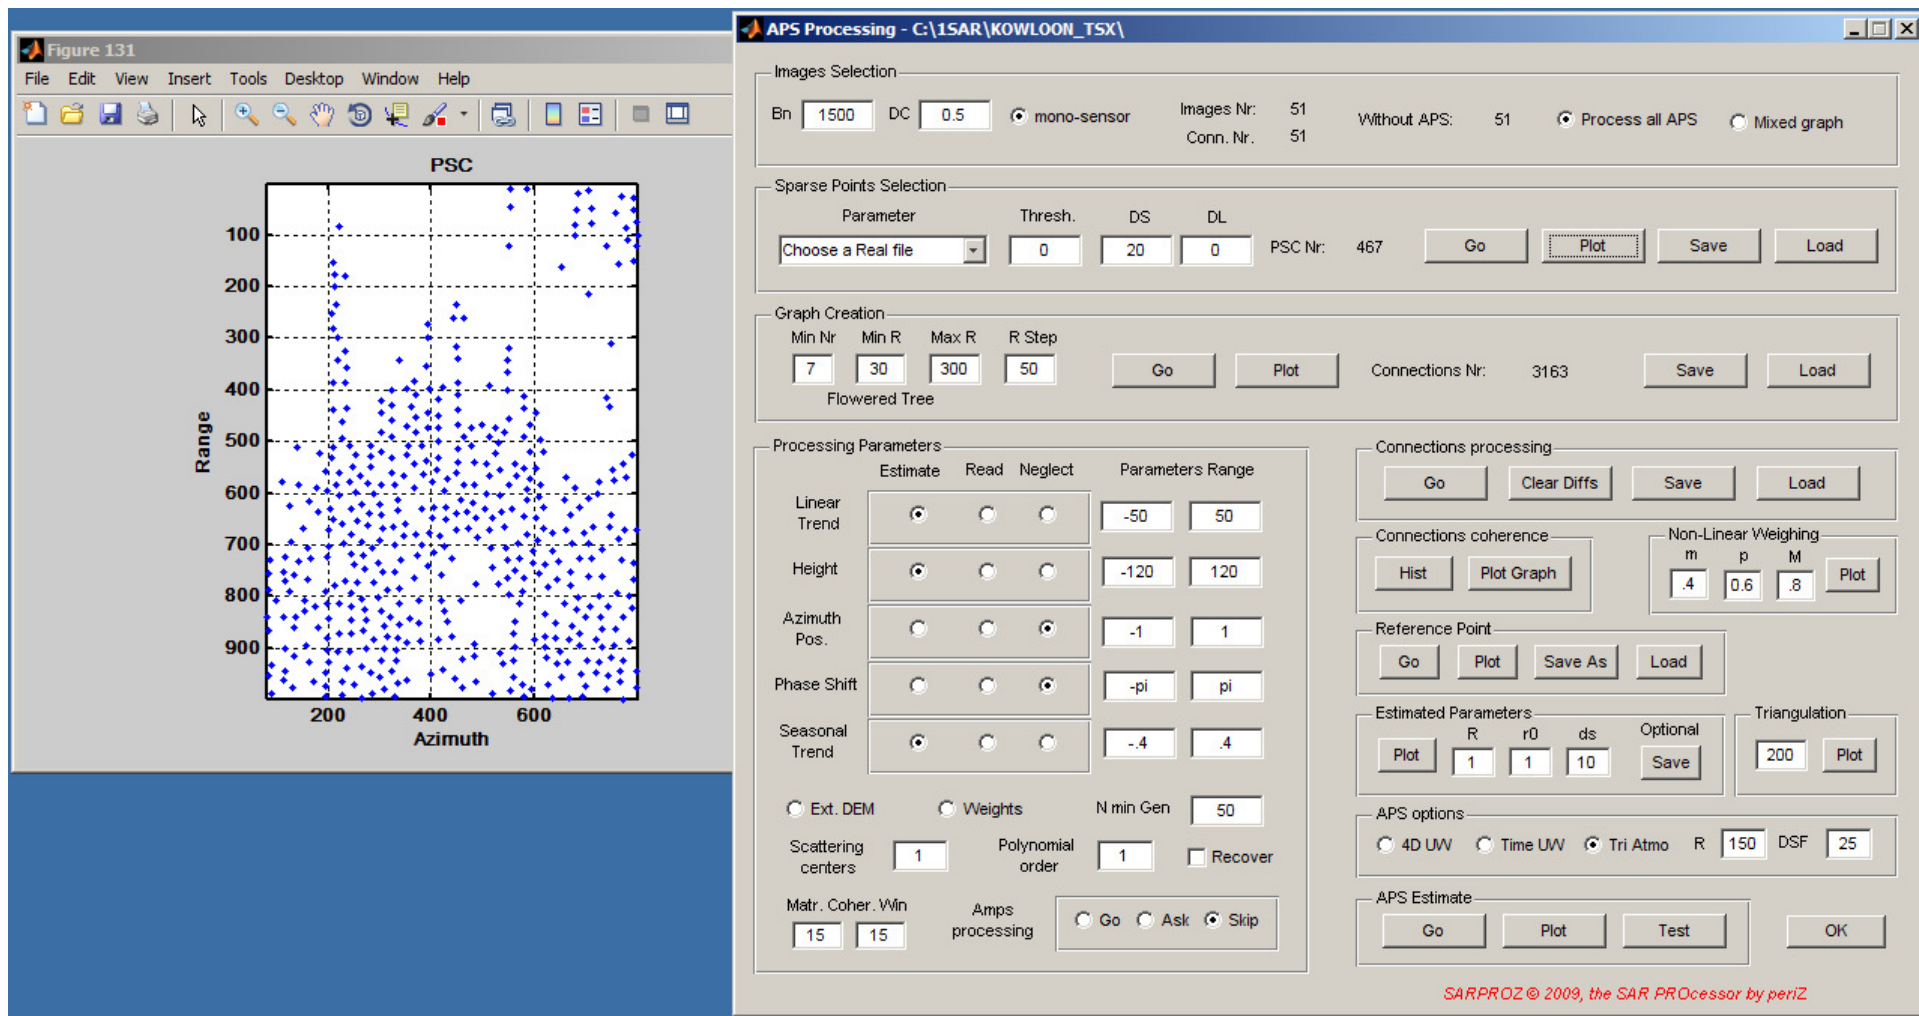 Figure 131
File Edit View Insert Tools Desktop Window Help
PSC
100
200
300
400
500
600
700
800
900
Range
200 400 600
Azimuth
APS Processing - C:\1SAR\KOWLOON_TSX\
Images Selection
Bn 1500 DC 0.5 mono-sensor Images Nr: 51 Without APS: 51 Process all APS Mixed graph
Conn. Nr. 51
Sparse Points Selection
Parameter Thresh. DS DL
Choose a Real file 0 20 0 PSC Nr: 467 Go Plot Save Load
Graph Creation
Min Nr Min R Max R R Step
7 30 300 50 Go Plot Connections Nr: 3163 Save Load
Flowered Tree
Processing Parameters
Estimate Read Neglect Parameters Range
Linear Trend -50 50
Height -120 120
Azimuth Pos. -1 1
Phase Shift -pi pi
Seasonal Trend -.4 .4
Ext. DEM Weights N min Gen 50
Scattering centers 1 Polynomial order 1 Recover
Matr. Coher. Win
15 15 Amps processing Go Ask Skip
Connections processing
Go Clear Diffs Save Load
Connections coherence
Hist Plot Graph
Non-Linear Weighing
m p M
.4 0.6 .8 Plot
Reference Point
Go Plot Save As Load
Estimated Parameters
R r0 ds Optional
Plot 1 1 10 Save
Triangulation
200 Plot
APS options
4D UW Time UW Tri Atmo R 150 DSF 25
APS Estimate
Go Plot Test OK
SARPROZ © 2009, the SAR PROcessor by periZ